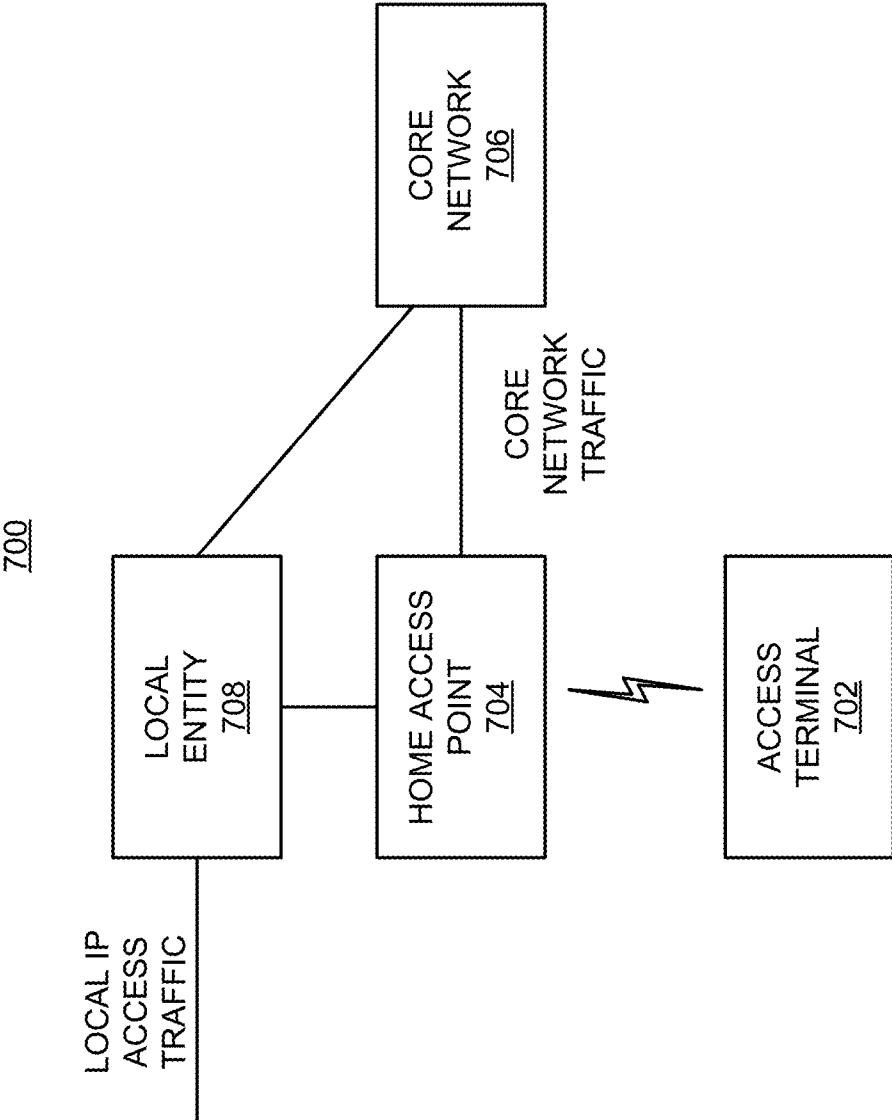 700
LOCAL IP
ACCESS
TRAFFIC
LOCAL
ENTITY
708
HOME ACCESS
POINT
704
ACCESS
TERMINAL
702
CORE
NETWORK
TRAFFIC
CORE
NETWORK
706